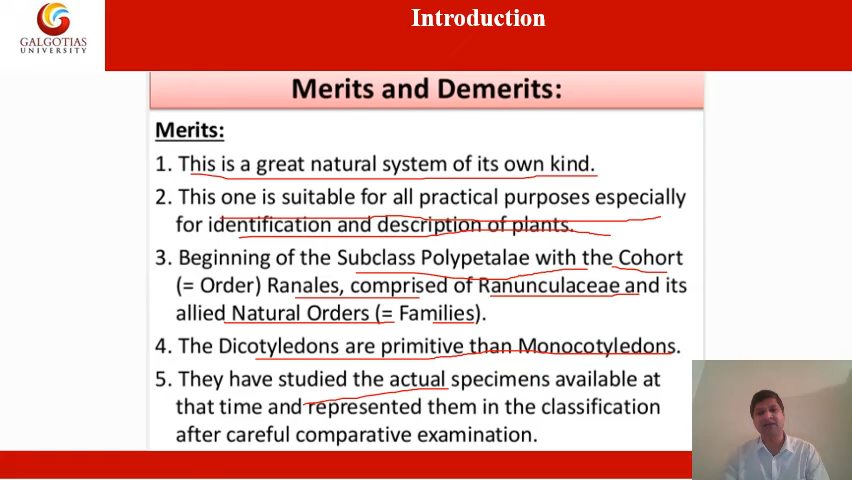 Introduction
GALGOTIAS
UNIVERSITY
Merits and Demerits:
Merits:
1. This is a great natural system of its own kind.
2. This one is suitable for all practical purposes especially
for identification and description of plants.
3. Beginning of the Subclass Polypetalae with the Cohort
(= Order) Ranales, comprised of Ranunculaceae and its
allied Natural Orders (= Families).
4. The Dicotyledons are primitive than Monocotyledons.
5. They have studied the actual specimens available at
that time and represented them in the classification
after careful comparative examination.